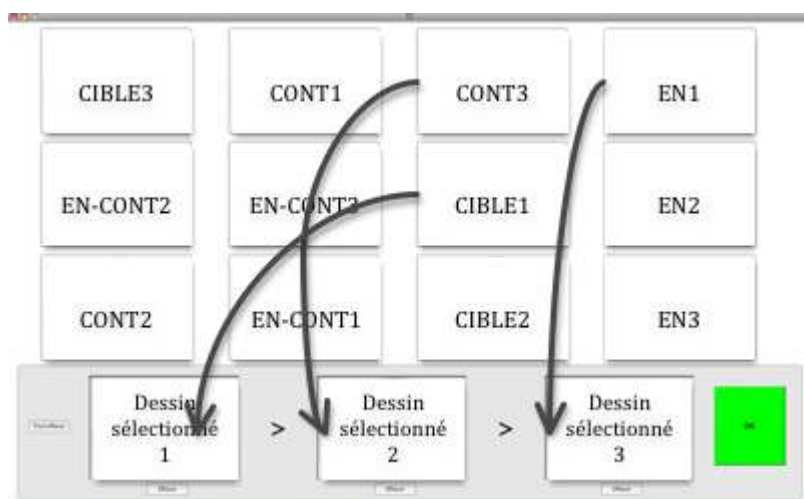 CIBLE3 CONT1 CONT3 EN1
EN-CONT2 EN-CONT3 CIBLE1 EN2
CONT2 EN-CONT1 CIBLE2 EN3
Dessin Dessin Dessin
sélectionné > sélectionné > sélectionné
1 2 3